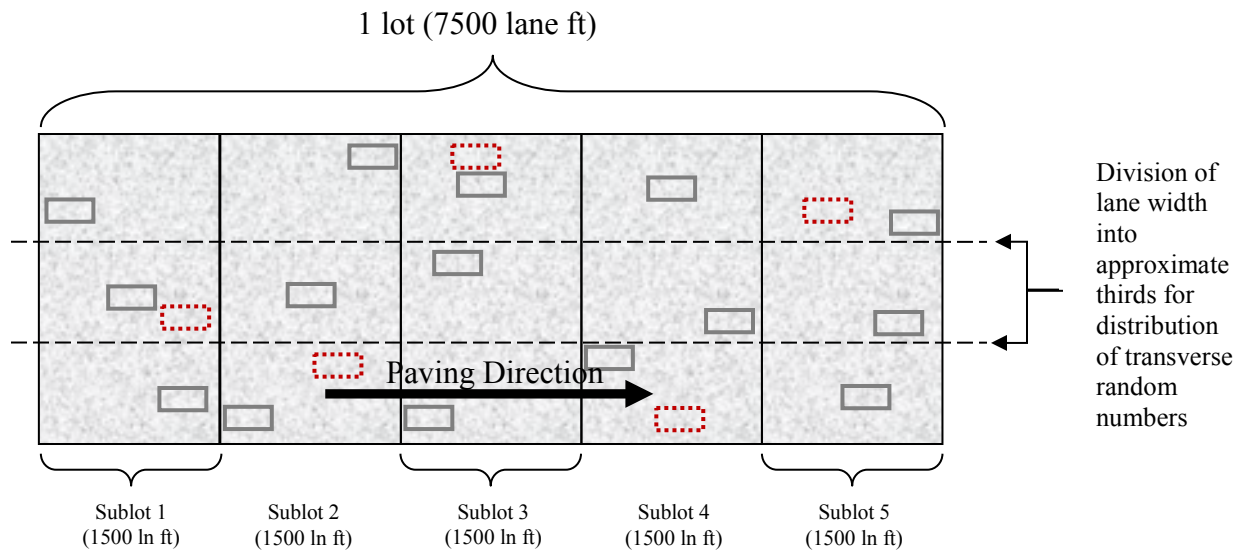 1 lot (7500 lane ft)
Division of
lane width
into
approximate
thirds for
distribution
of transverse
random
numbers
Paving Direction
Sublot 1
(1500 ln ft)
Sublot 2
(1500 ln ft)
Sublot 3
(1500 ln ft)
Sublot 4
(1500 ln ft)
Sublot 5
(1500 ln ft)